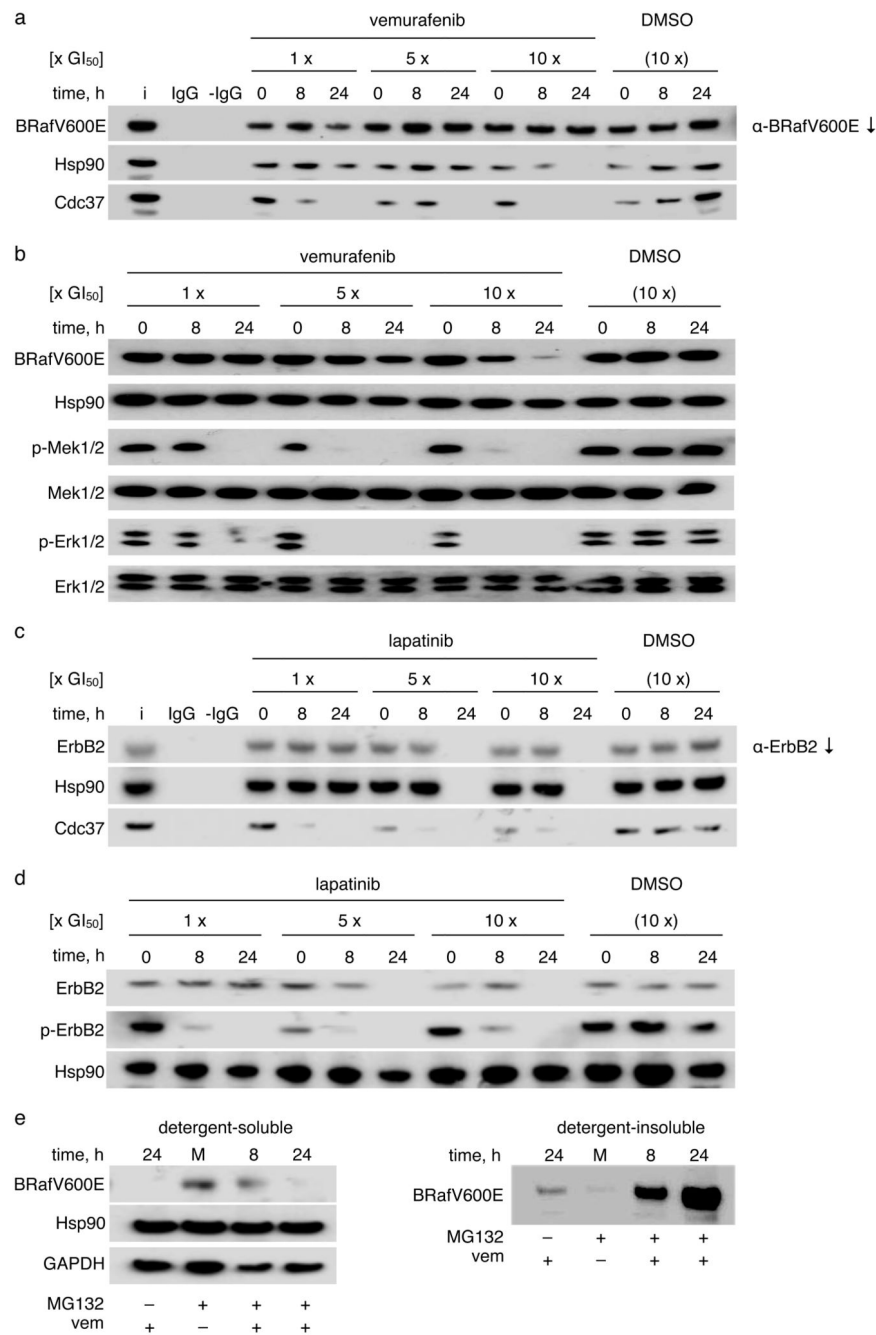 a
vemurafenib DMSO
[x GI50] 1 x 5 x 10 x (10 x)
time, h i IgG -IgG 0 8 24 0 8 24 0 8 24 0 8 24
BRafV600E α-BRafV600E ↓
Hsp90
Cdc37
b
vemurafenib DMSO
[x GI50] 1 x 5 x 10 x (10 x)
time, h 0 8 24 0 8 24 0 8 24 0 8 24
BRafV600E
Hsp90
p-Mek1/2
Mek1/2
p-Erk1/2
Erk1/2
c
lapatinib DMSO
[x GI50] 1 x 5 x 10 x (10 x)
time, h i IgG -IgG 0 8 24 0 8 24 0 8 24 0 8 24
ErbB2 α-ErbB2 ↓
Hsp90
Cdc37
d
lapatinib DMSO
[x GI50] 1 x 5 x 10 x (10 x)
time, h 0 8 24 0 8 24 0 8 24 0 8 24
ErbB2
p-ErbB2
Hsp90
e
detergent-soluble
time, h 24 M 8 24
BRafV600E
Hsp90
GAPDH
MG132 – + + +
vem + – + +
detergent-insoluble
time, h 24 M 8 24
BRafV600E
MG132 – + + +
vem + – + +